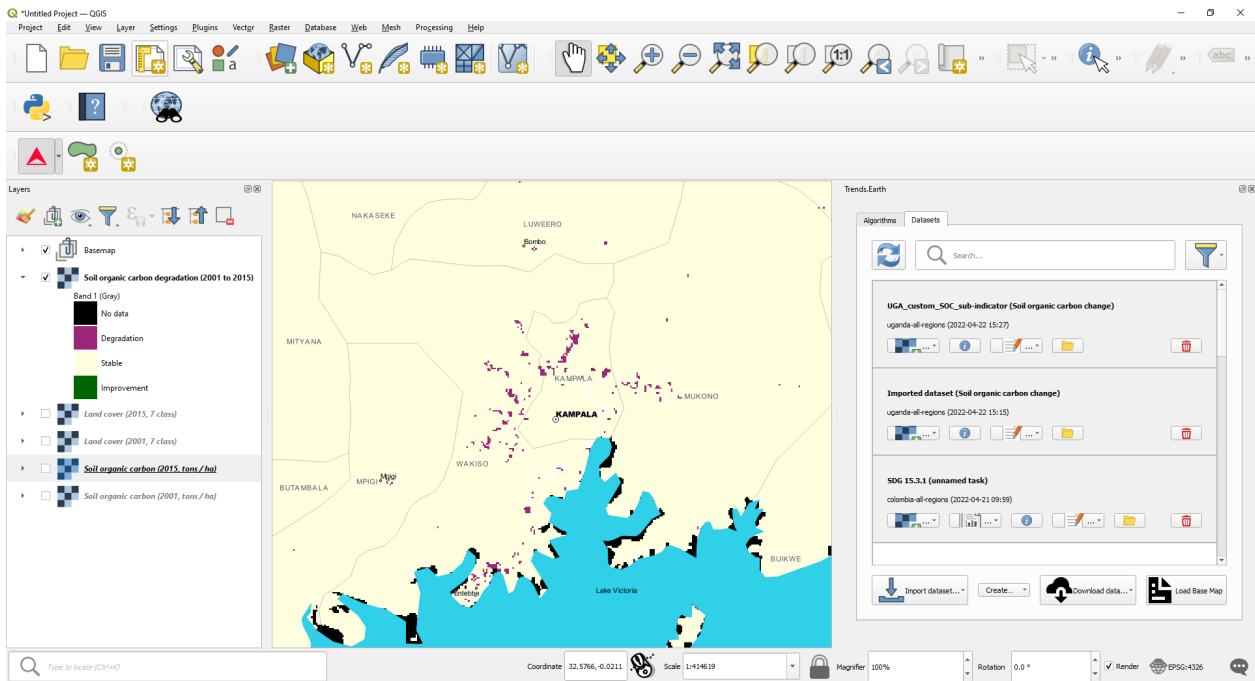 *Untitled Project — QGIS
Project Edit View Layer Settings Plugins Vector Raster Database Web Mesh Processing Help
a
1:1
»
»
»
abc
»
?
Layers
Basemap
Soil organic carbon degradation (2001 to 2015)
Band 1 (Gray)
No data
Degradation
Stable
Improvement
Land cover (2015, 7 class)
Land cover (2001, 7 class)
Soil organic carbon (2015, tons / ha)
Soil organic carbon (2001, tons / ha)
NAKASEKE
LUWEERO
Bombo
MITYANA
KAMPALA
MUKONO
KAMPALA
WAKISO
BUTAMBALA
MPIGI
Mpigi
BUIKWE
Entebbe
Lake Victoria
Trends.Earth
Algorithms Datasets
Search...
UGA_custom_SOC_sub-indicator (Soil organic carbon change)
uganda-all-regions (2022-04-22 15:27)
... ...
Imported dataset (Soil organic carbon change)
uganda-all-regions (2022-04-22 15:15)
... ...
SDG 15.3.1 (unnamed task)
colombia-all-regions (2022-04-21 09:59)
... ... ...
Import dataset... Create... Download data... Load Base Map
Type to locate (Ctrl+K)
Coordinate 32.5766,-0.0211 Scale 1:414619 Magnifier 100% Rotation 0.0 ° Render EPSG:4326